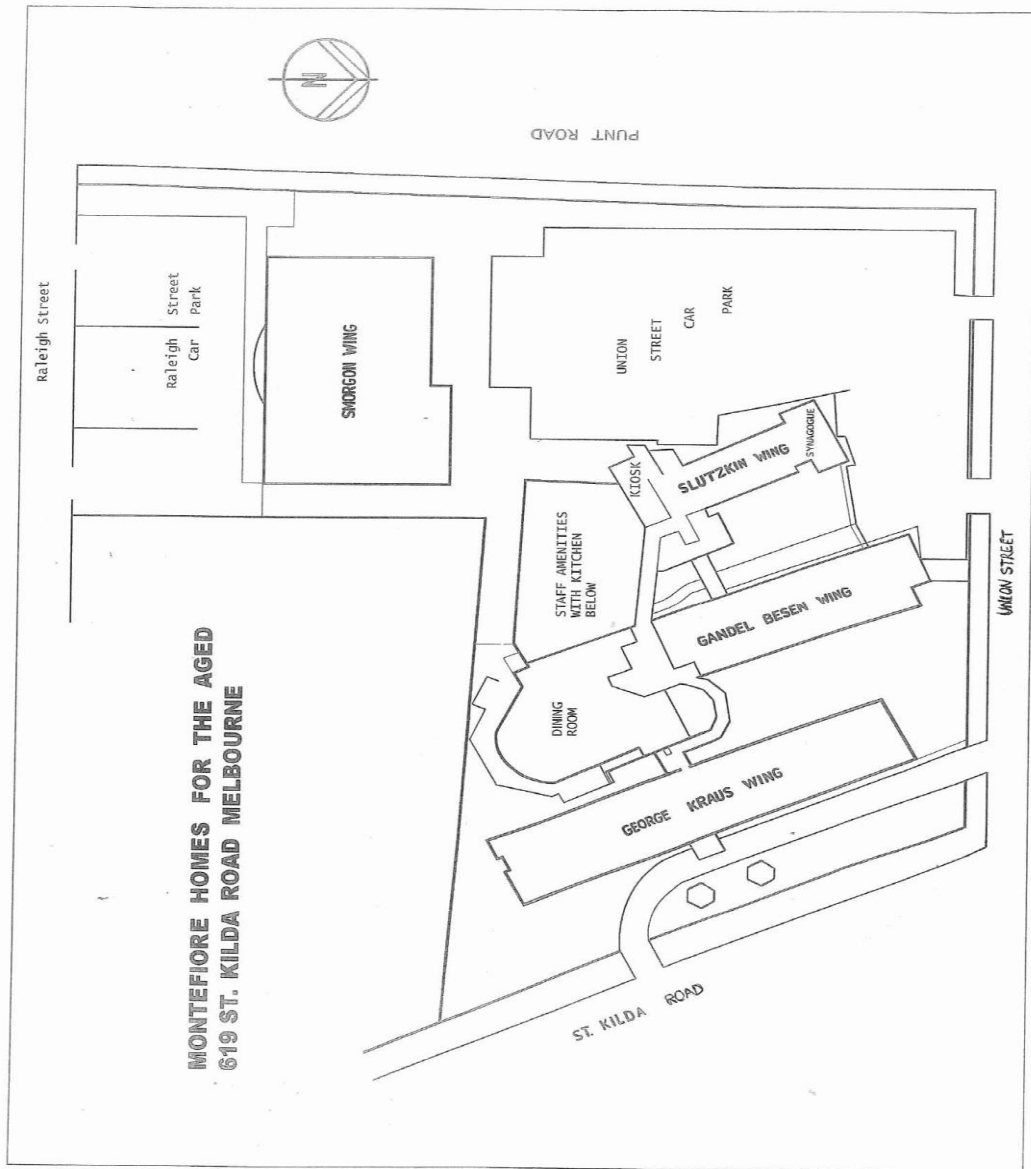 MONTEFIORE HOMES FOR THE AGED
619 ST. KILDA ROAD MELBOURNE
N
PUNT ROAD
Raleigh Street
Raleigh Street
Car Park
SMORGON WING
UNION
STREET
CAR
PARK
KIOSK
SLUTZKIN WING
SYNAGOGUE
STAFF AMENITIES
WITH KITCHEN
BELOW
GANDEL BESEN WING
DINING
ROOM
GEORGE KRAUS WING
ST. KILDA ROAD
UNION STREET